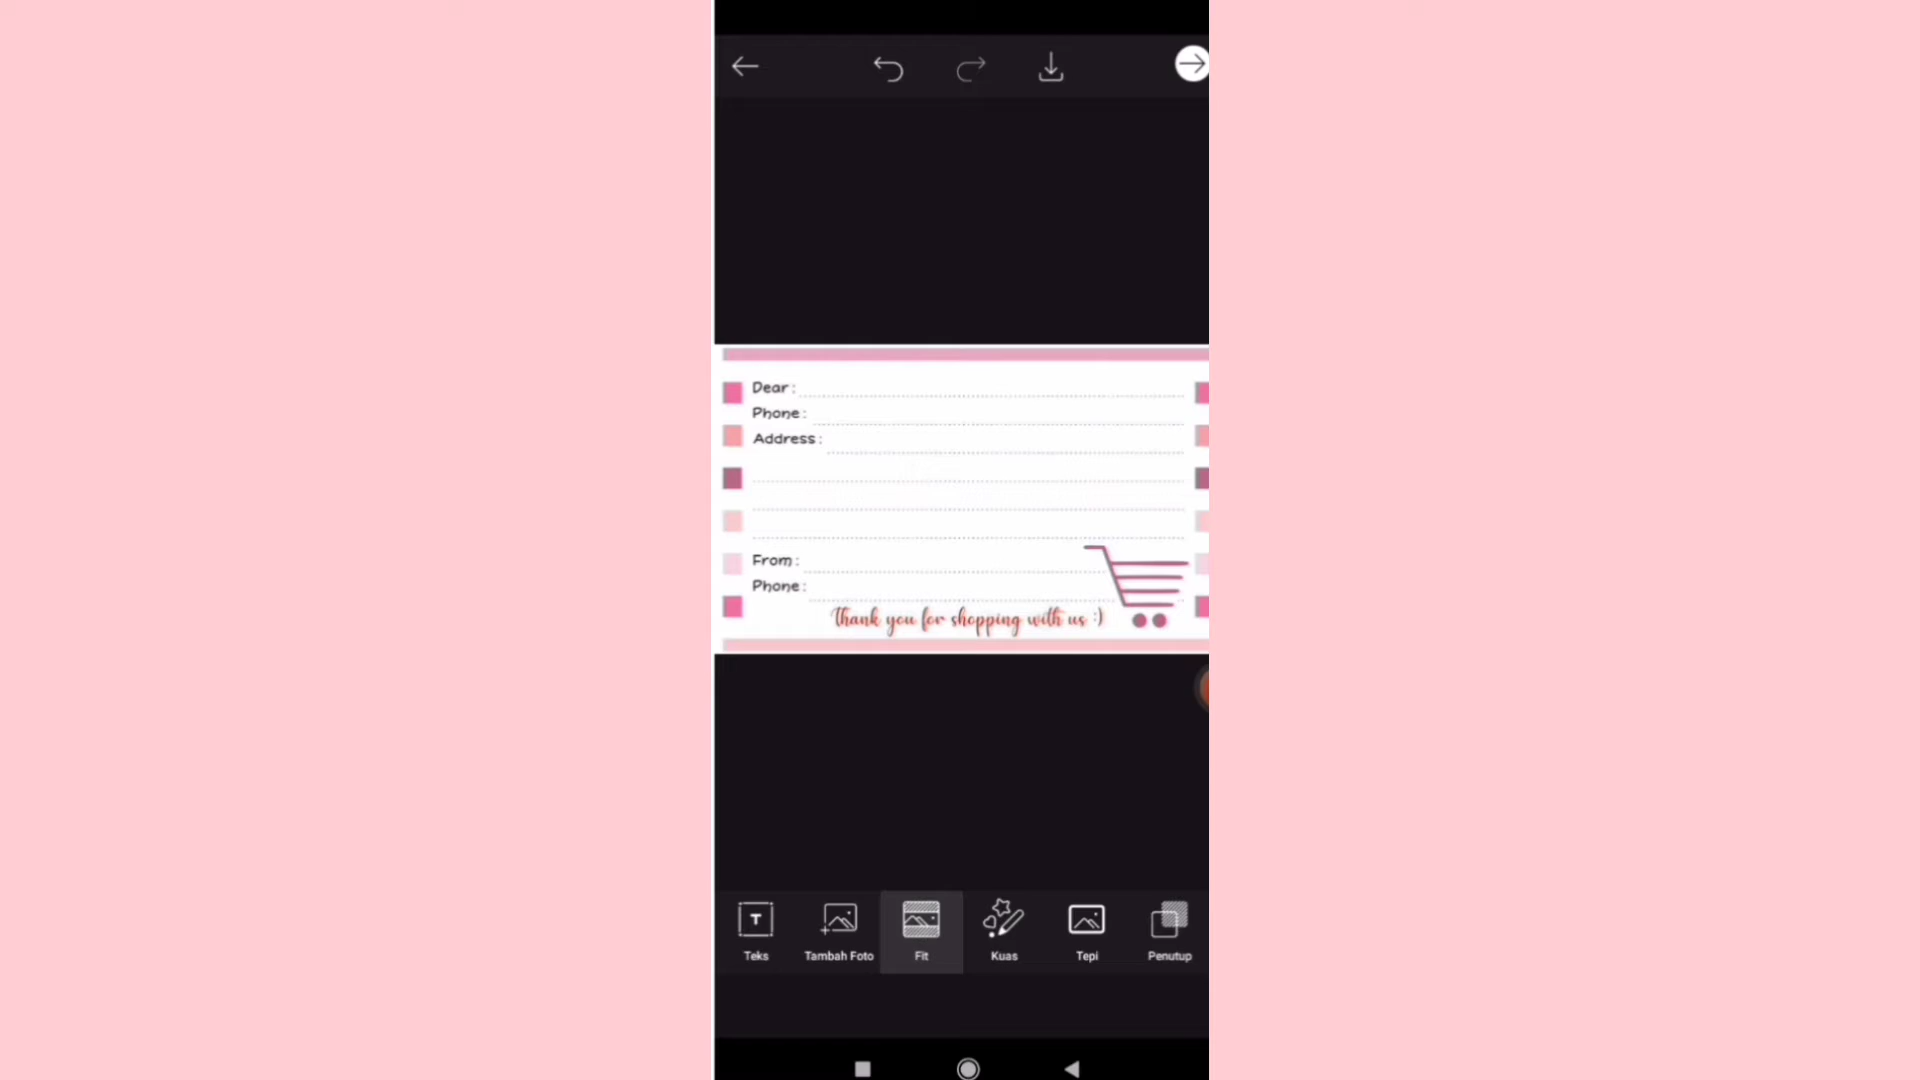 Dear :
Phone :
Address :
From :
Phone :
Thank you for shopping with us :)
Teks
Tambah Foto
Fit
Kuas
Tepi
Penutup